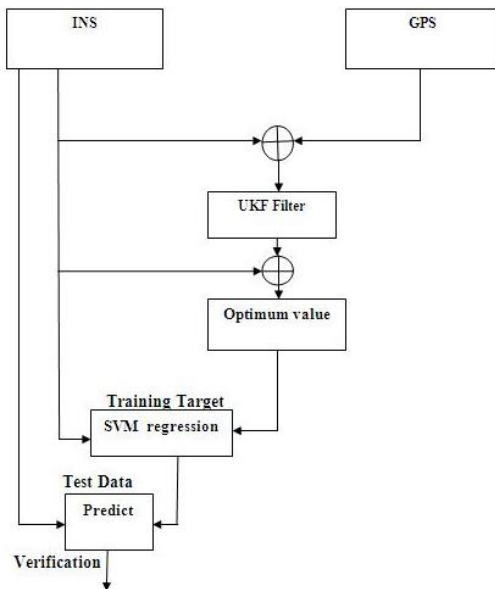 INS
GPS
UKF Filter
Optimum value
Training Target
SVM regression
Test Data
Predict
Verification